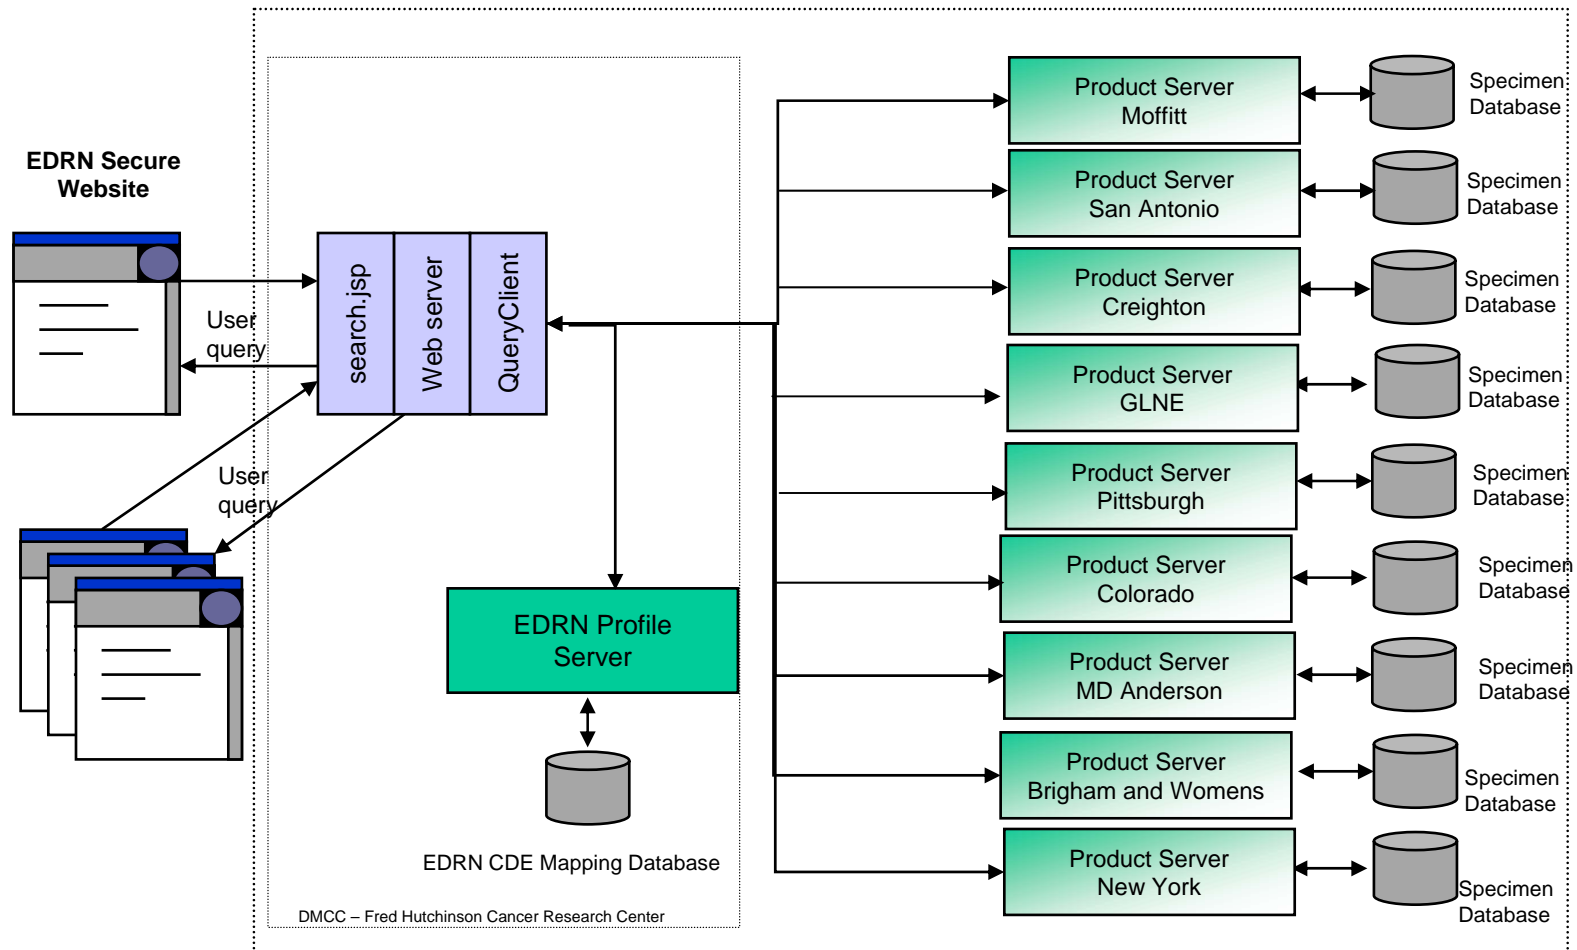 EDRN Secure
Website
User
query
User
query
search.jsp
Web server
QueryClient
EDRN Profile
Server
EDRN CDE Mapping Database
DMCC – Fred Hutchinson Cancer Research Center
Product Server
Moffitt
Specimen
Database
Product Server
San Antonio
Specimen
Database
Product Server
Creighton
Specimen
Database
Product Server
GLNE
Specimen
Database
Product Server
Pittsburgh
Specimen
Database
Product Server
Colorado
Specimen
Database
Product Server
MD Anderson
Specimen
Database
Product Server
Brigham and Womens
Specimen
Database
Product Server
New York
Specimen
Database